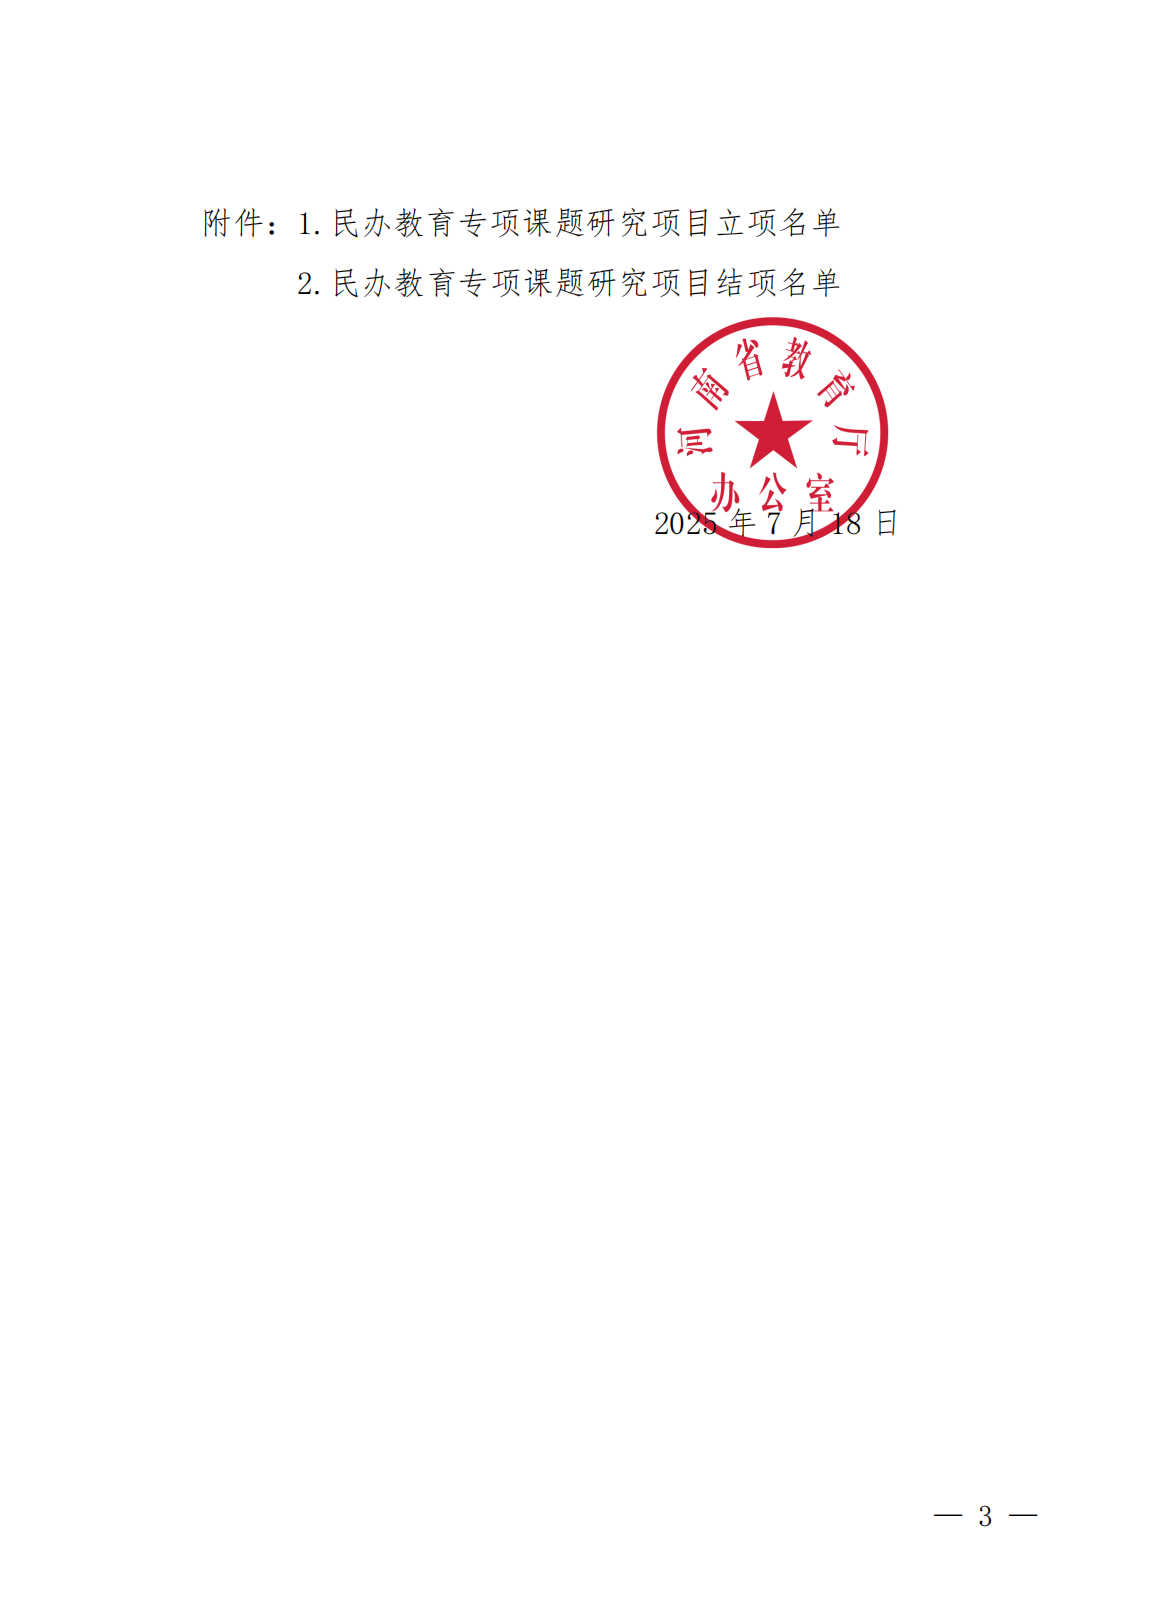 附件：1.民办教育专项课题研究项目立项名单
2.民办教育专项课题研究项目结项名单
河南省教育厅
办公室
2025年7月18日
— 3 —